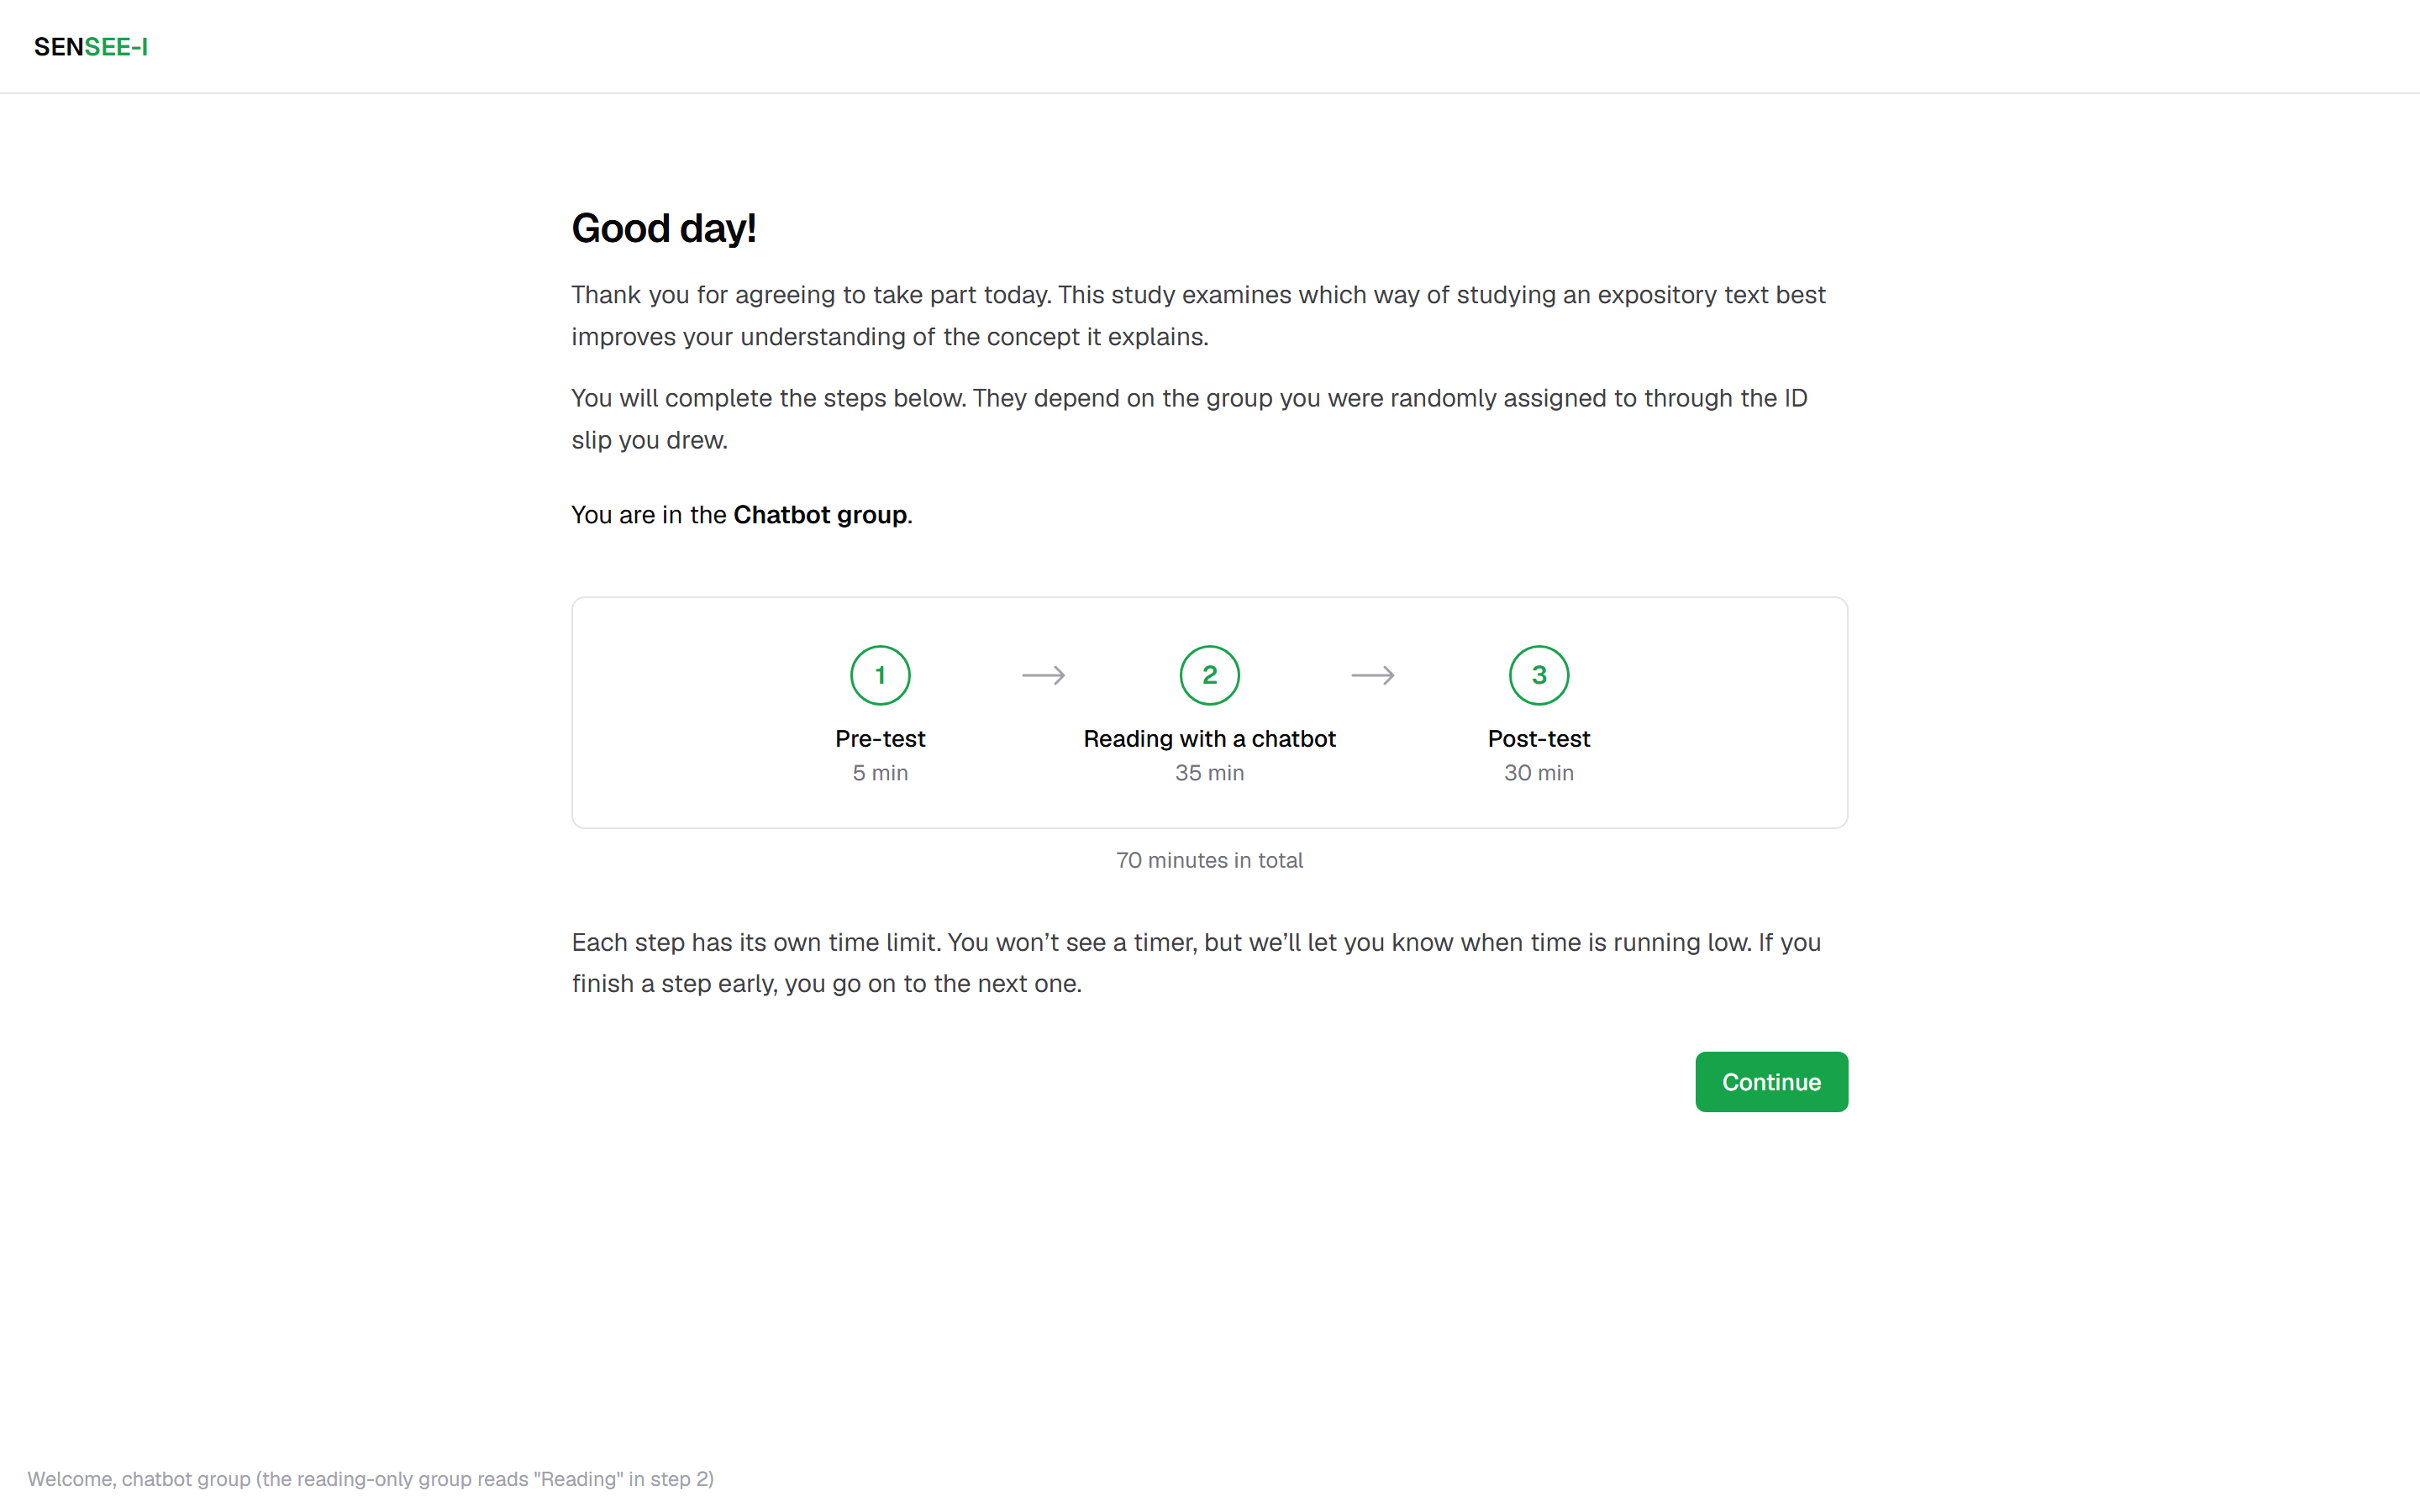 SENSEE-I
Good day!
Thank you for agreeing to take part today. This study examines which way of studying an expository text best
improves your understanding of the concept it explains.
You will complete the steps below. They depend on the group you were randomly assigned to through the ID
slip you drew.
You are in the Chatbot group.
1
2
3
Pre-test
Reading with a chatbot
Post-test
5 min
35 min
30 min
70 minutes in total
Each step has its own time limit. You won’t see a timer, but we’ll let you know when time is running low. If you
finish a step early, you go on to the next one.
Continue
Welcome, chatbot group (the reading-only group reads "Reading" in step 2)